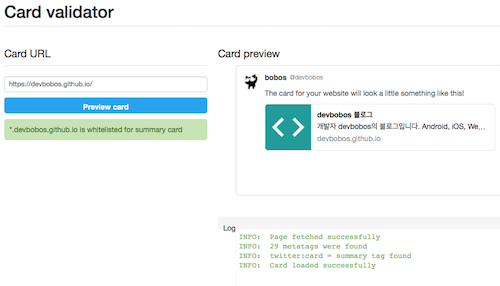 Card validator
Card URL
https://devbobos.github.io/
Preview card
*.devbobos.github.io is whitelisted for summary card
Card preview
bobos @devbobos
The card for your website will look a little something like this!
devbobos 블로그
개발자 devbobos의 블로그입니다. Android, iOS, We,...
devbobos.github.io
Log
INFO: Page fetched successfully
INFO: 29 metatags were found
INFO: twitter:card = summary tag found
INFO: Card loaded successfully